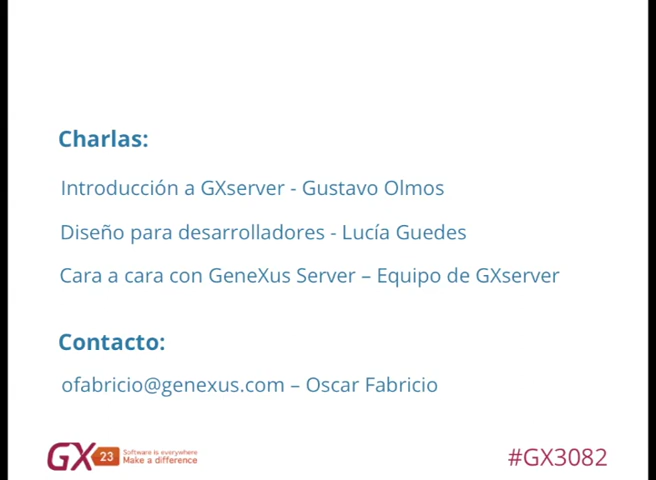 Charlas:
Introducción a GXserver - Gustavo Olmos
Diseño para desarrolladores - Lucía Guedes
Cara a cara con GeneXus Server – Equipo de GXserver
Contacto:
ofabricio@genexus.com – Oscar Fabricio
GX 23 Software is everywhere
Make a difference
#GX3082